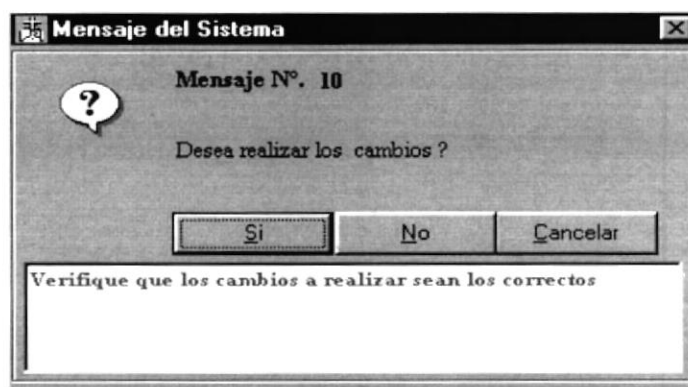 Mensaje del Sistema
Mensaje Nº. 10
?
Desea realizar los cambios ?
Si No Cancelar
Verifique que los cambios a realizar sean los correctos